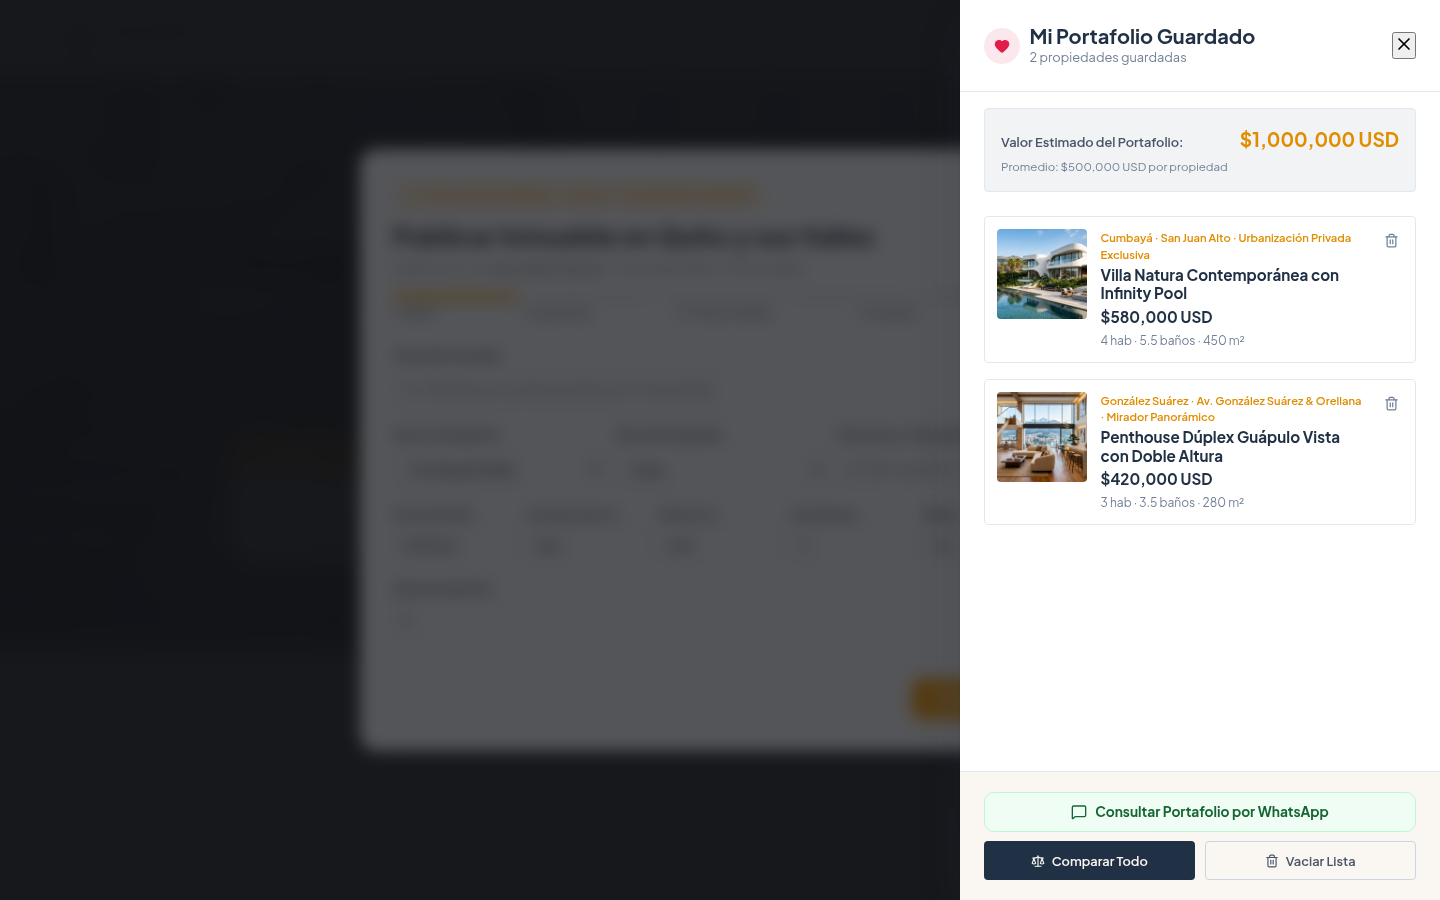 Mi Portafolio Guardado
2 propiedades guardadas
Valor Estimado del Portafolio:
$1,000,000 USD
Promedio: $500,000 USD por propiedad
Cumbayá · San Juan Alto · Urbanización Privada
Exclusiva
Villa Natura Contemporánea con
Infinity Pool
$580,000 USD
4 hab · 5.5 baños · 450 m²
González Suárez · Av. González Suárez & Orellana
· Mirador Panorámico
Penthouse Dúplex Guápulo Vista
con Doble Altura
$420,000 USD
3 hab · 3.5 baños · 280 m²
Consultar Portafolio por WhatsApp
Comparar Todo
Vaciar Lista